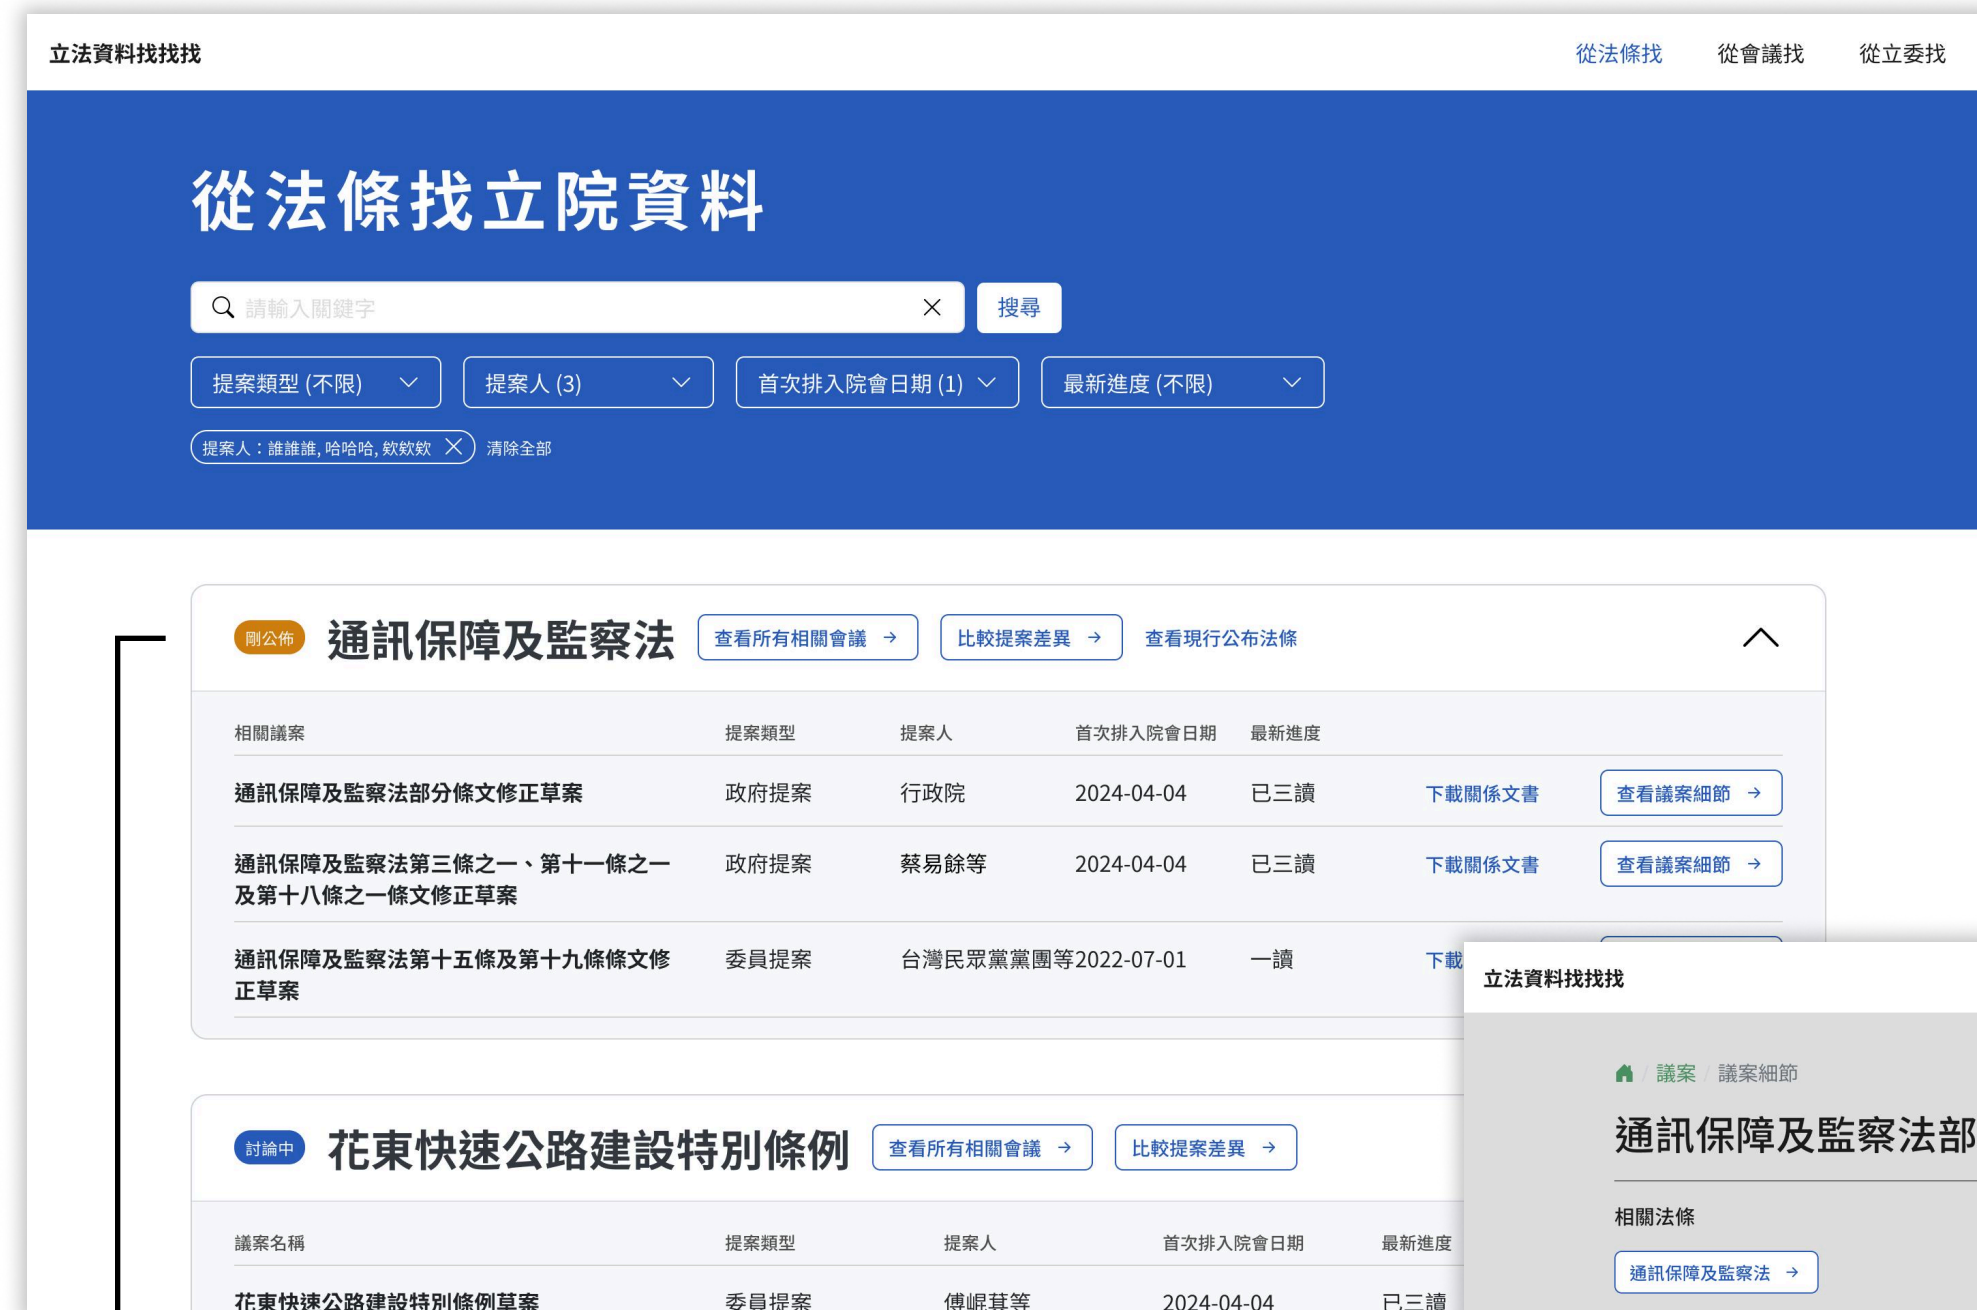 立法資料找找找
從法條找 從會議找 從立委找
從法條找立院資料
請輸入關鍵字
搜尋
提案類型 (不限) 提案人 (3) 首次排入院會日期 (1) 最新進度 (不限)
提案人：誰誰誰, 哈哈哈, 欸欸欸 清除全部
剛公佈 通訊保障及監察法 查看所有相關會議 → 比較提案差異 → 查看現行公布法條
相關議案 提案類型 提案人 首次排入院會日期 最新進度
通訊保障及監察法部分條文修正草案 政府提案 行政院 2024-04-04 已三讀 下載關係文書 查看議案細節 →
通訊保障及監察法第三條之一、第十一條之一 政府提案 蔡易餘等 2024-04-04 已三讀 下載關係文書 查看議案細節 →
及第十八條之一條文修正草案
通訊保障及監察法第十五條及第十九條條文修 委員提案 台灣民眾黨黨團等2022-07-01 一讀 下載
正草案
討論中 花東快速公路建設特別條例 查看所有相關會議 → 比較提案差異 →
議案名稱 提案類型 提案人 首次排入院會日期 最新進度
花東快速公路建設特別條例草案 委員提案 傅崐萁等 2024-04-04 已三讀
立法資料找找找
/ 議案 / 議案細節
通訊保障及監察法部
相關法條
通訊保障及監察法 →